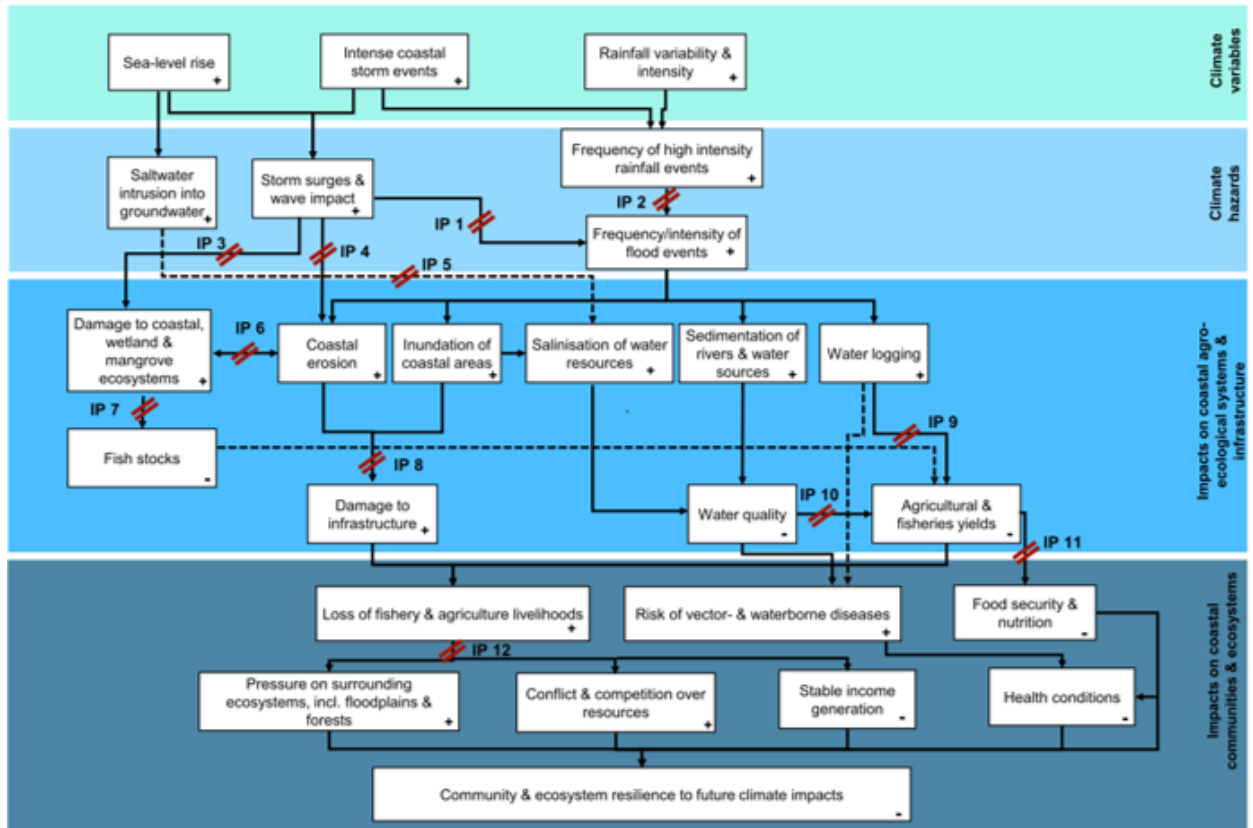 Sea-level rise
+
Intense coastal
storm events
+
Rainfall variability &
intensity
+
Climate
variables
Saltwater
intrusion into
groundwater
+
Storm surges &
wave impact
+
Frequency of high intensity
rainfall events
+
IP 1
IP 2
Frequency/intensity of
flood events
+
IP 3
IP 4
IP 5
Climate
hazards
Damage to coastal,
wetland &
mangrove
ecosystems
+
IP 6
Coastal
erosion
+
Inundation of
coastal areas
+
Salinisation of water
resources
+
Sedimentation of
rivers & water
sources
+
Water logging
+
IP 7
Fish stocks
-
IP 8
IP 9
Damage to
infrastructure
+
Water quality
-
IP 10
Agricultural &
fisheries yields
-
IP 11
Impacts on coastal agro-
ecological systems &
infrastructure
Loss of fishery & agriculture livelihoods
+
Risk of vector- & waterborne diseases
+
Food security &
nutrition
-
IP 12
Pressure on surrounding
ecosystems, incl. floodplains &
forests
+
Conflict & competition over
resources
+
Stable income
generation
-
Health conditions
-
Community & ecosystem resilience to future climate impacts
-
Impacts on coastal
communities & ecosystems